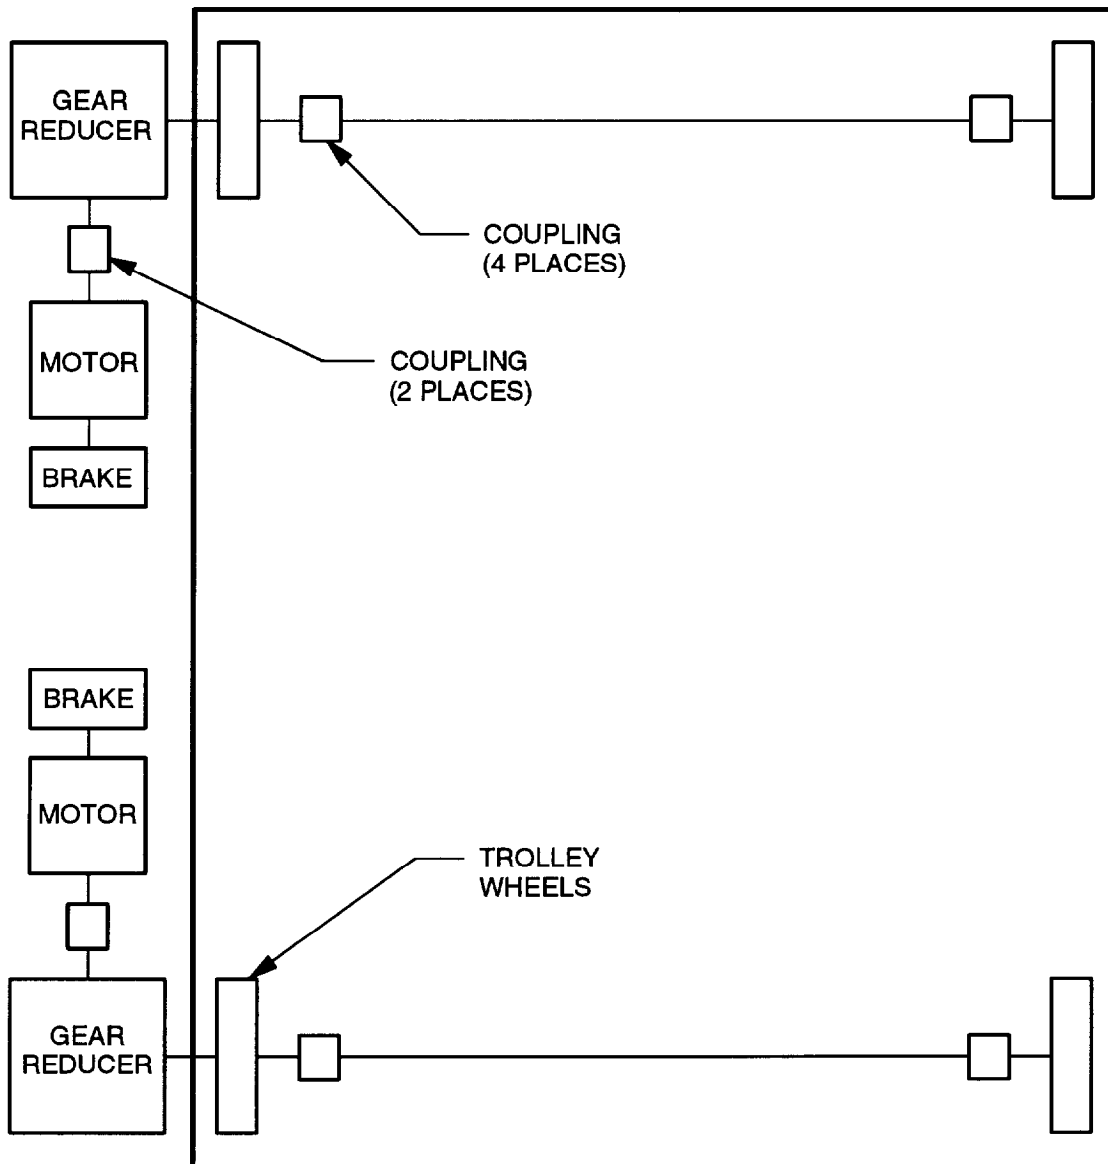 GEAR
REDUCER
COUPLING
(4 PLACES)
MOTOR
COUPLING
(2 PLACES)
BRAKE
BRAKE
MOTOR
TROLLEY
WHEELS
GEAR
REDUCER